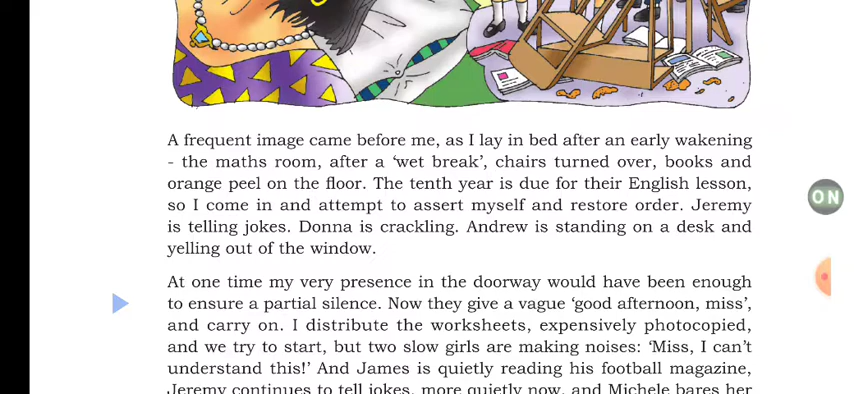 A frequent image came before me, as I lay in bed after an early wakening
- the maths room, after a ‘wet break’, chairs turned over, books and
orange peel on the floor. The tenth year is due for their English lesson,
so I come in and attempt to assert myself and restore order. Jeremy
is telling jokes. Donna is crackling. Andrew is standing on a desk and
yelling out of the window.
ON
At one time my very presence in the doorway would have been enough
to ensure a partial silence. Now they give a vague ‘good afternoon, miss’,
and carry on. I distribute the worksheets, expensively photocopied,
and we try to start, but two slow girls are making noises: ‘Miss, I can’t
understand this!’ And James is quietly reading his football magazine,
Jeremy continues to tell jokes, more quietly now, and Michele bares her